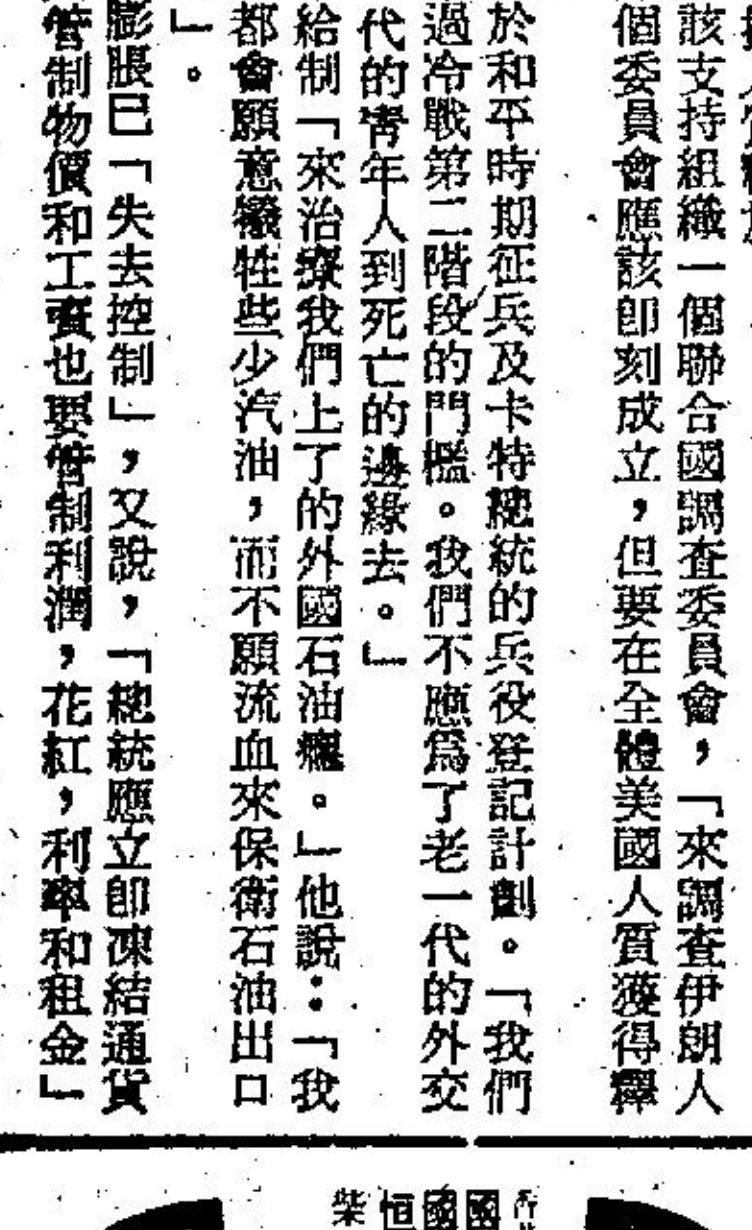 該支持組織一個聯合國調查委員會，「來調查伊朗人
個委員會應該卽刻成立，但要在全體美國人質獲得釋
於和平時期征兵及卡特總統的兵役登記計劃。「我們
過冷戰第二階段的門檻。我們不應爲了老一代的外交
代的靑年人到死亡的邊緣去。」
給制「來治療我們上了的外國石油癮。」他說：「我
都會願意犧牲些少汽油，而不願流血來保衛石油出口
」。
膨脹已「失去控制」，又說，「總統應立卽凍結通貨
管制物價和工資也要管制利潤，花紅，利率和租金」
國
國
恒
柴